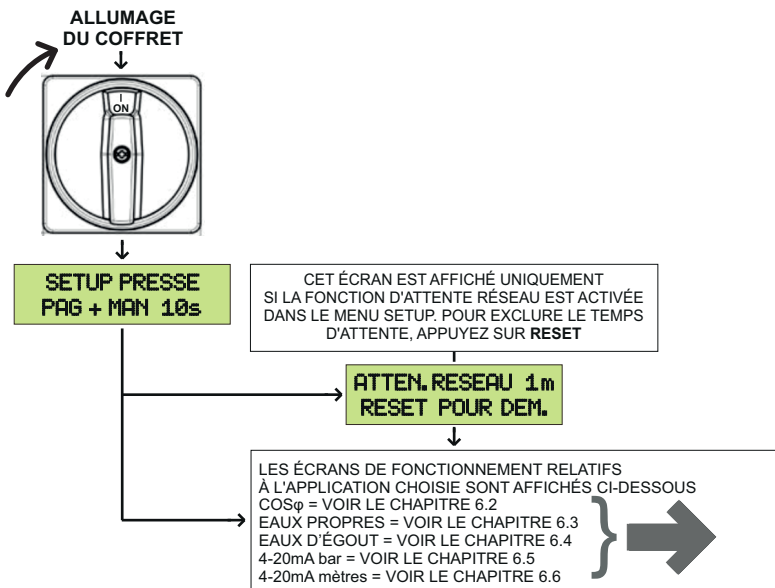 ALLUMAGE
DU COFFRET
I
ON
SETUP PRESSE
PAG + MAN 10s
CET ÉCRAN EST AFFICHÉ UNIQUEMENT
SI LA FONCTION D'ATTENTE RÉSEAU EST ACTIVÉE
DANS LE MENU SETUP. POUR EXCLURE LE TEMPS
D'ATTENTE, APPUYEZ SUR RESET
ATTEN.RESEAU 1m
RESET POUR DEM.
LES ÉCRANS DE FONCTIONNEMENT RELATIFS
À L'APPLICATION CHOISIE SONT AFFICHÉS CI-DESSOUS
COSφ = VOIR LE CHAPITRE 6.2
EAUX PROPRES = VOIR LE CHAPITRE 6.3
EAUX D'ÉGOUT = VOIR LE CHAPITRE 6.4
4-20mA bar = VOIR LE CHAPITRE 6.5
4-20mA mètres = VOIR LE CHAPITRE 6.6